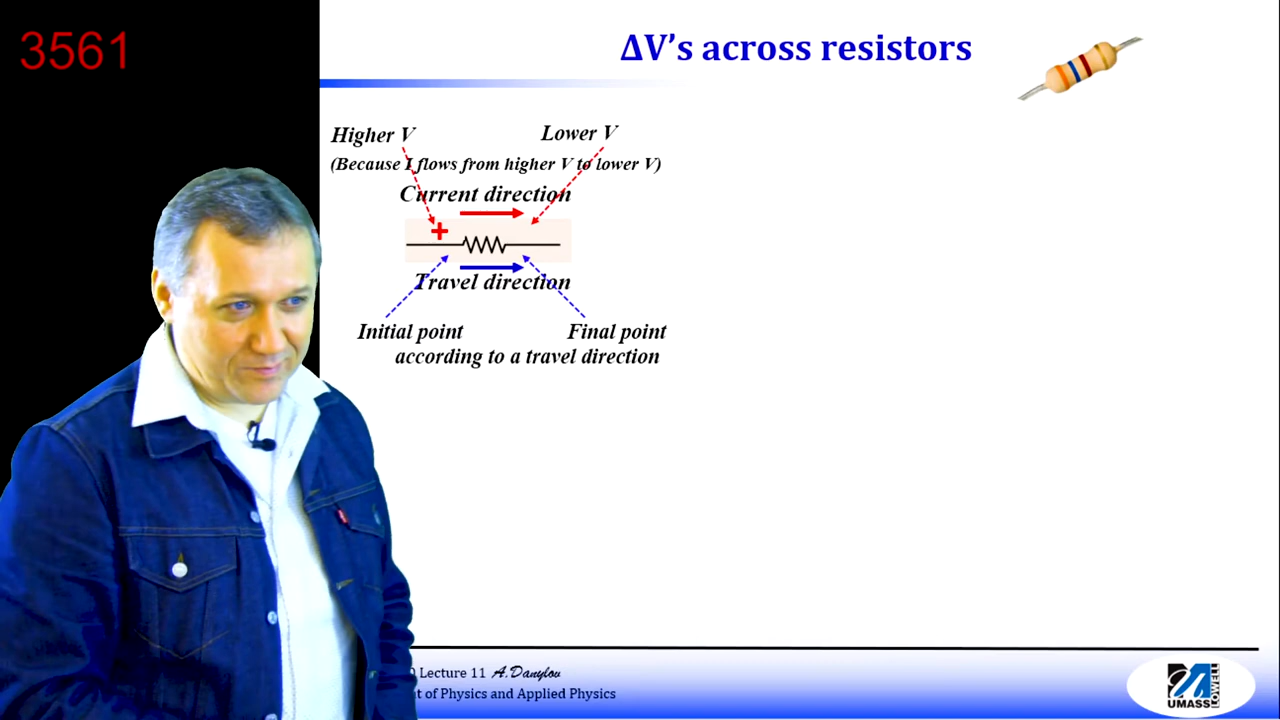 3561
ΔV's across resistors
Higher V
Lower V
(Because I flows from higher V to lower V)
Current direction
+
Travel direction
Initial point
Final point
according to a travel direction
0 Lecture 11 A.Danylov
of Physics and Applied Physics
UMASS
LOWELL